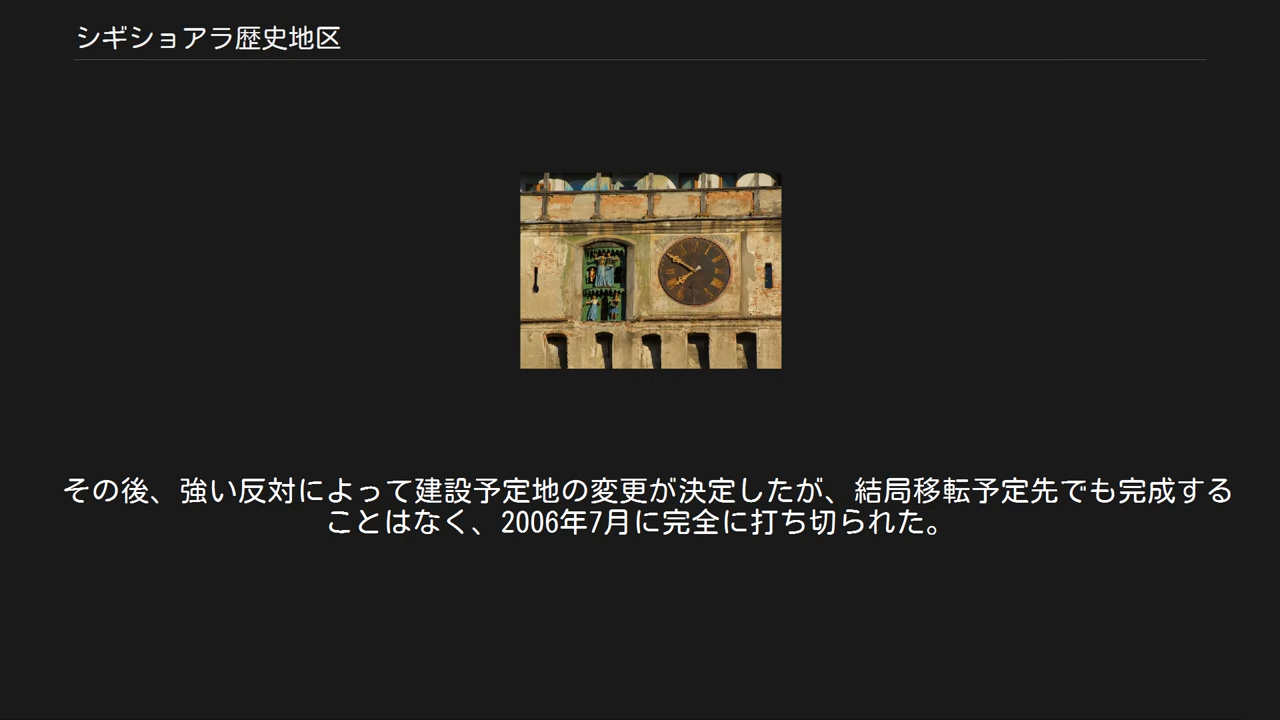 シギショアラ歴史地区
その後、強い反対によって建設予定地の変更が決定したが、結局移転予定先でも完成する
ことはなく、2006年7月に完全に打ち切られた。